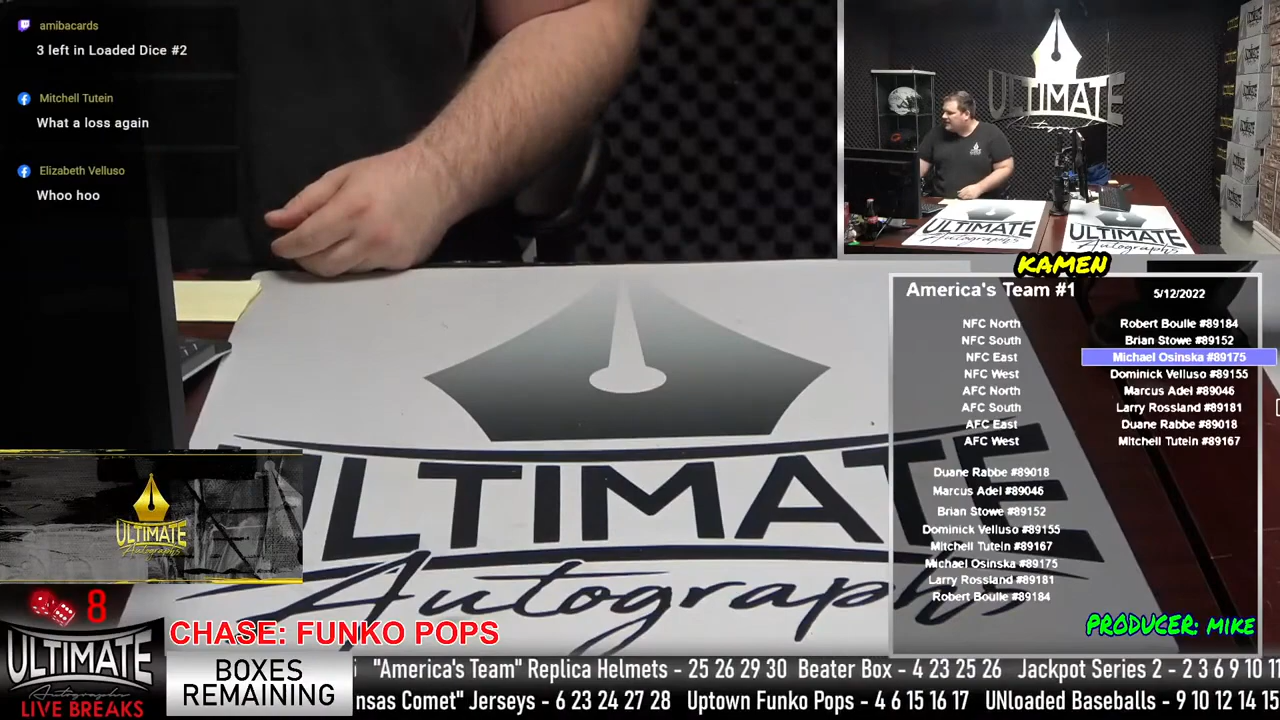 amibacards
3 left in Loaded Dice #2
Mitchell Tutein
What a loss again
Elizabeth Velluso
Whoo hoo
ULTIMATE
Autographs
ULTIMATE
Autographs
ULTIMATE
Autographs
KAMEN
America's Team #1
5/12/2022
NFC North Robert Boulle #89184
NFC South Brian Stowe #89152
NFC East Michael Osinska #89175
NFC West Dominick Velluso #89155
AFC North Marcus Adel #89046
AFC South Larry Rossland #89181
AFC East Duane Rabbe #89018
AFC West Mitchell Tutein #89167
Duane Rabbe #89018
Marcus Adel #89046
Brian Stowe #89152
Dominick Velluso #89155
Mitchell Tutein #89167
Michael Osinska #89175
Larry Rossland #89181
Robert Boulle #89184
PRODUCER: MIKE
ULTIMATE
Autographs
ULTIMATE
Autographs
8
CHASE: FUNKO POPS
ULTIMATE
Autographs
LIVE BREAKS
BOXES
REMAINING
"America's Team" Replica Helmets - 25 26 29 30 Beater Box - 4 23 25 26 Jackpot Series 2 - 2 3 6 9 10 11
nsas Comet" Jerseys - 6 23 24 27 28 Uptown Funko Pops - 4 6 15 16 17 UNloaded Baseballs - 9 10 12 14 15